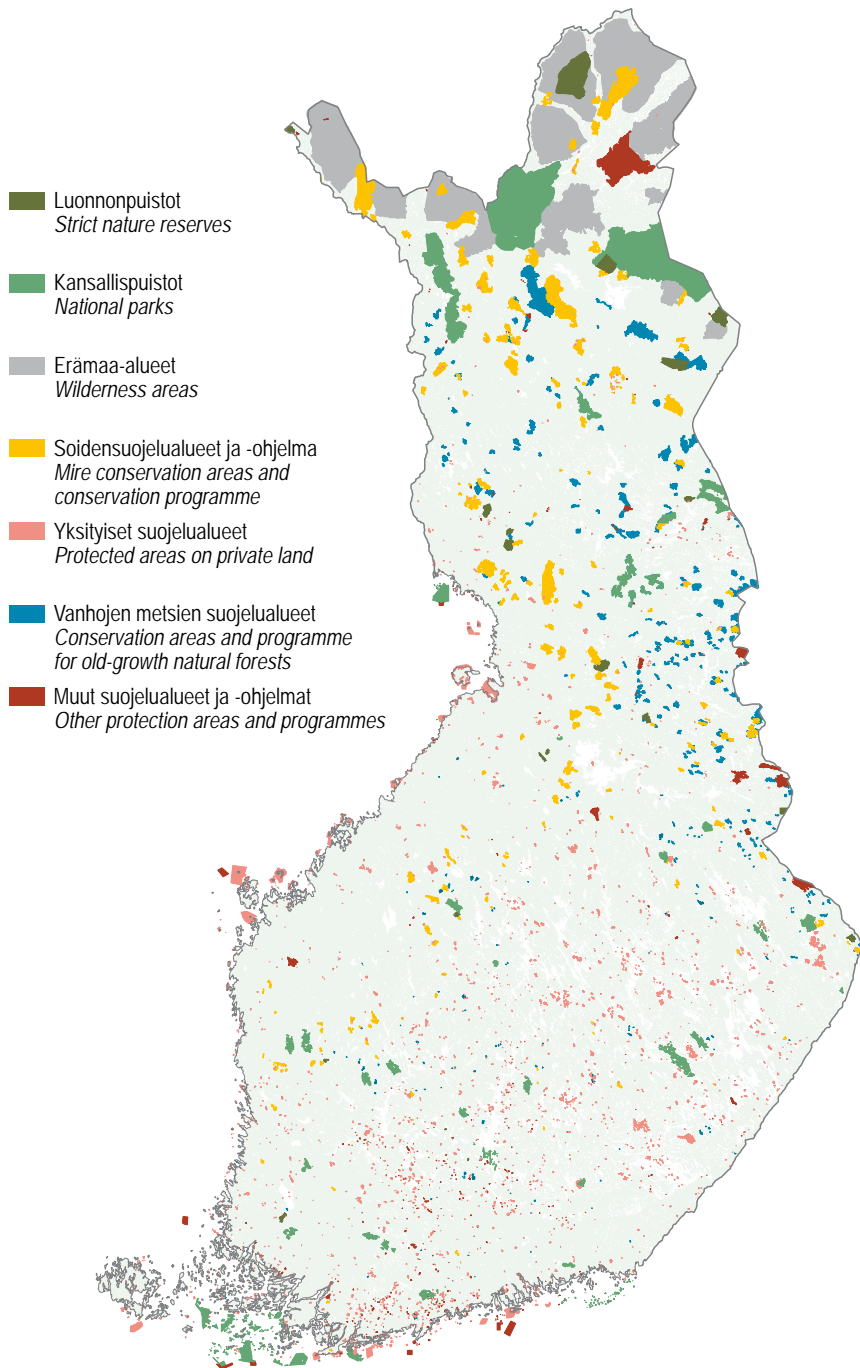 Luonnonpuistot
Strict nature reserves
Kansallispuistot
National parks
Erämaa-alueet
Wilderness areas
Soidensuojelualueet ja -ohjelma
Mire conservation areas and
conservation programme
Yksityiset suojelualueet
Protected areas on private land
Vanhojen metsien suojelualueet
Conservation areas and programme
for old-growth natural forests
Muut suojelualueet ja -ohjelmat
Other protection areas and programmes